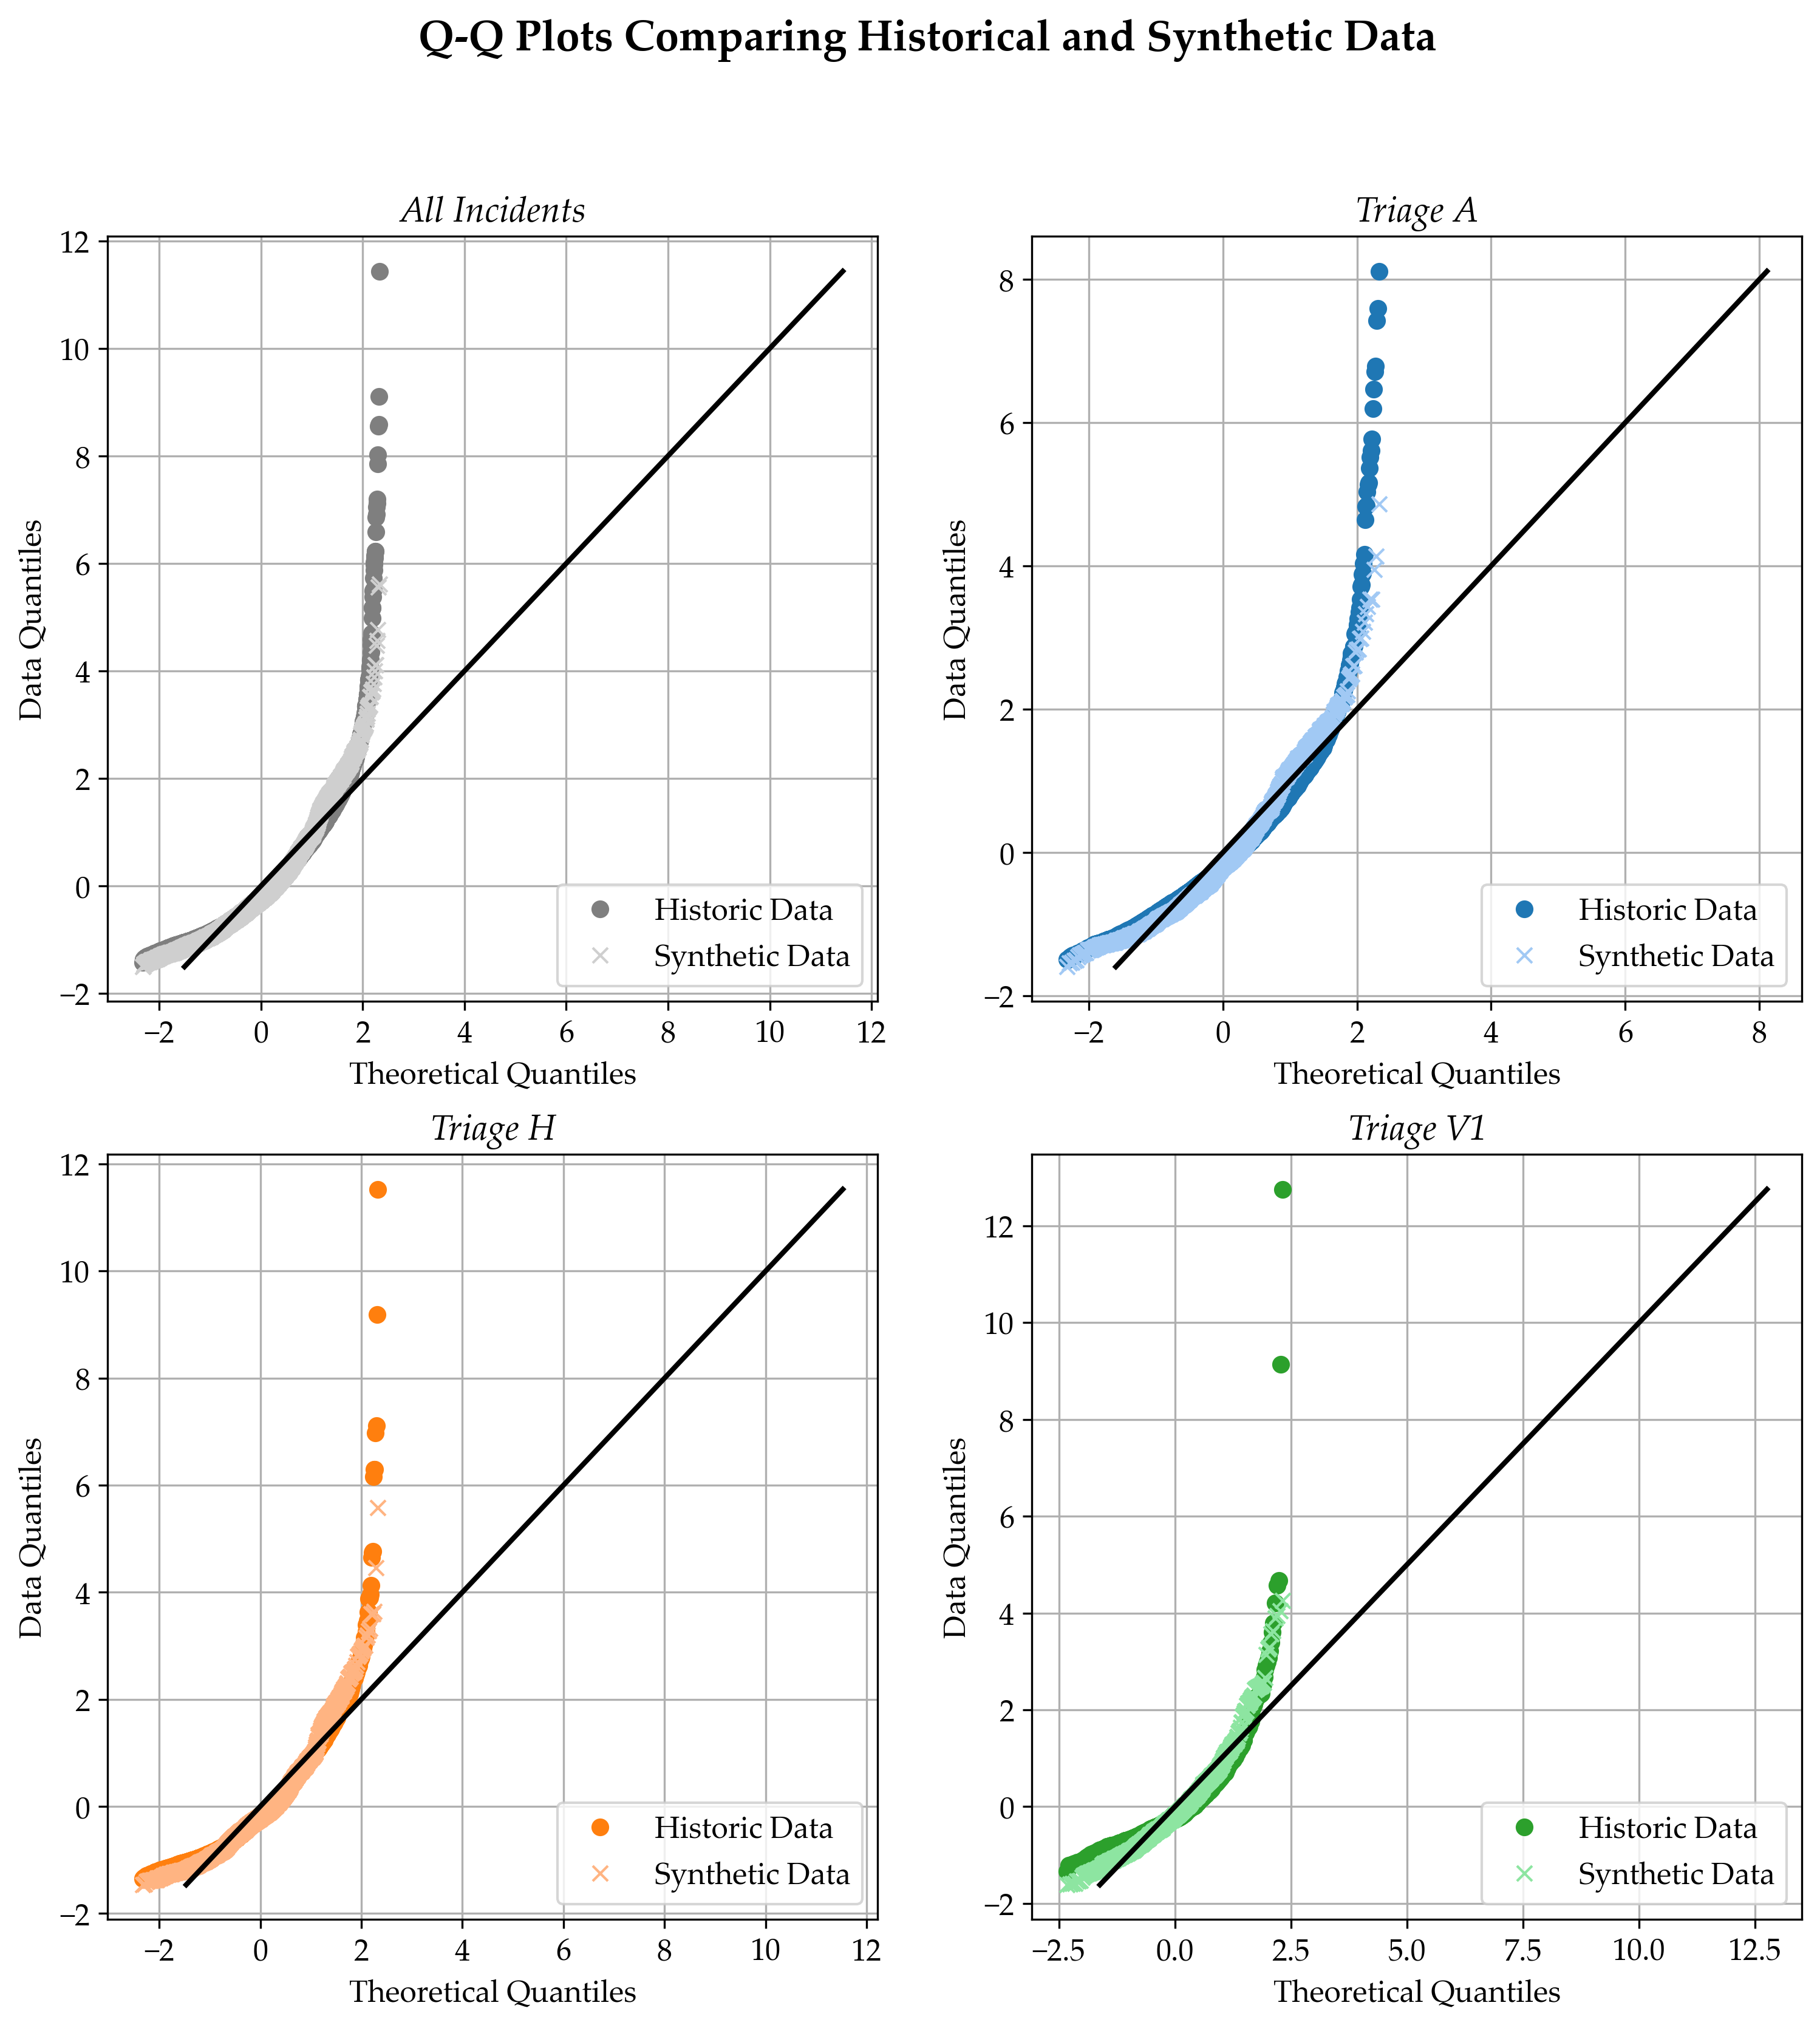 Q-Q Plots Comparing Historical and Synthetic Data
All Incidents
12
10
8
6
4
2
0
−2
Data Quantiles
Historic Data
Synthetic Data
−2 0 2 4 6 8 10 12
Theoretical Quantiles
Triage A
8
6
4
2
0
−2
Data Quantiles
Historic Data
Synthetic Data
−2 0 2 4 6 8
Theoretical Quantiles
Triage H
12
10
8
6
4
2
0
−2
Data Quantiles
Historic Data
Synthetic Data
−2 0 2 4 6 8 10 12
Theoretical Quantiles
Triage V1
12
10
8
6
4
2
0
−2
Data Quantiles
Historic Data
Synthetic Data
−2.5 0.0 2.5 5.0 7.5 10.0 12.5
Theoretical Quantiles